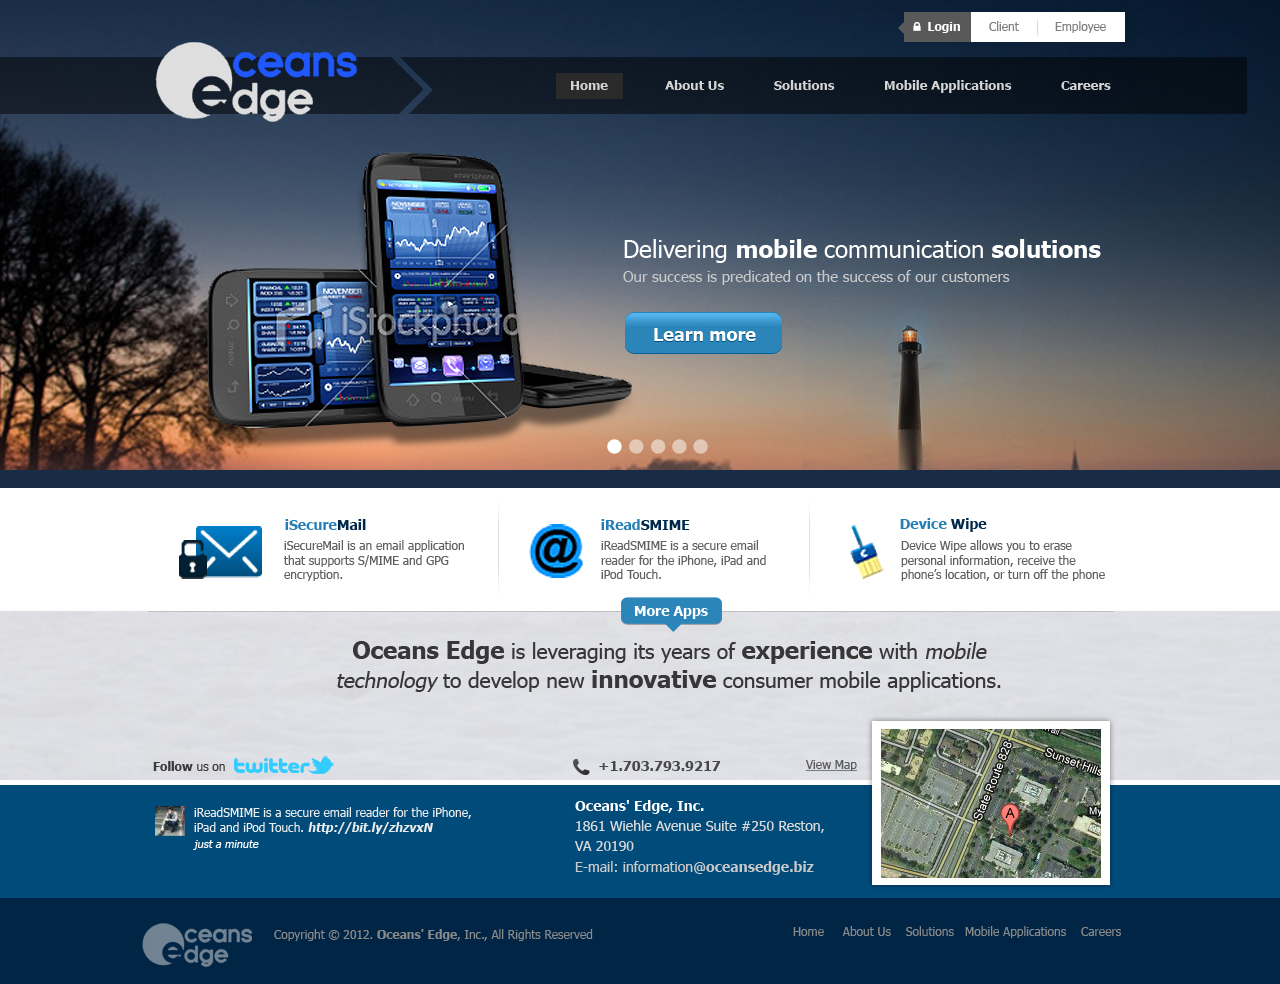 Login Client Employee
Oceans
edge
Home About Us Solutions Mobile Applications Careers
smartphone
NOVEMBER
FINANCIAL
NOVEMBER
iStockphoto
menu
menu
Delivering mobile communication solutions
Our success is predicated on the success of our customers
Learn more
iSecureMail
iSecureMail is an email application
that supports S/MIME and GPG
encryption.
iReadSMIME
iReadSMIME is a secure email
reader for the iPhone, iPad and
iPod Touch.
Device Wipe
Device Wipe allows you to erase
personal information, receive the
phone's location, or turn off the phone
More Apps
Oceans Edge is leveraging its years of experience with mobile
technology to develop new innovative consumer mobile applications.
Follow us on twitter
+1.703.793.9217
View Map
State Route 828
Sunset Hills
My
A
iReadSMIME is a secure email reader for the iPhone,
iPad and iPod Touch. http://bit.ly/zhzvxN
just a minute
Oceans' Edge, Inc.
1861 Wiehle Avenue Suite #250 Reston,
VA 20190
E-mail: information@oceansedge.biz
Oceans
edge
Copyright © 2012. Oceans' Edge, Inc., All Rights Reserved
Home About Us Solutions Mobile Applications Careers